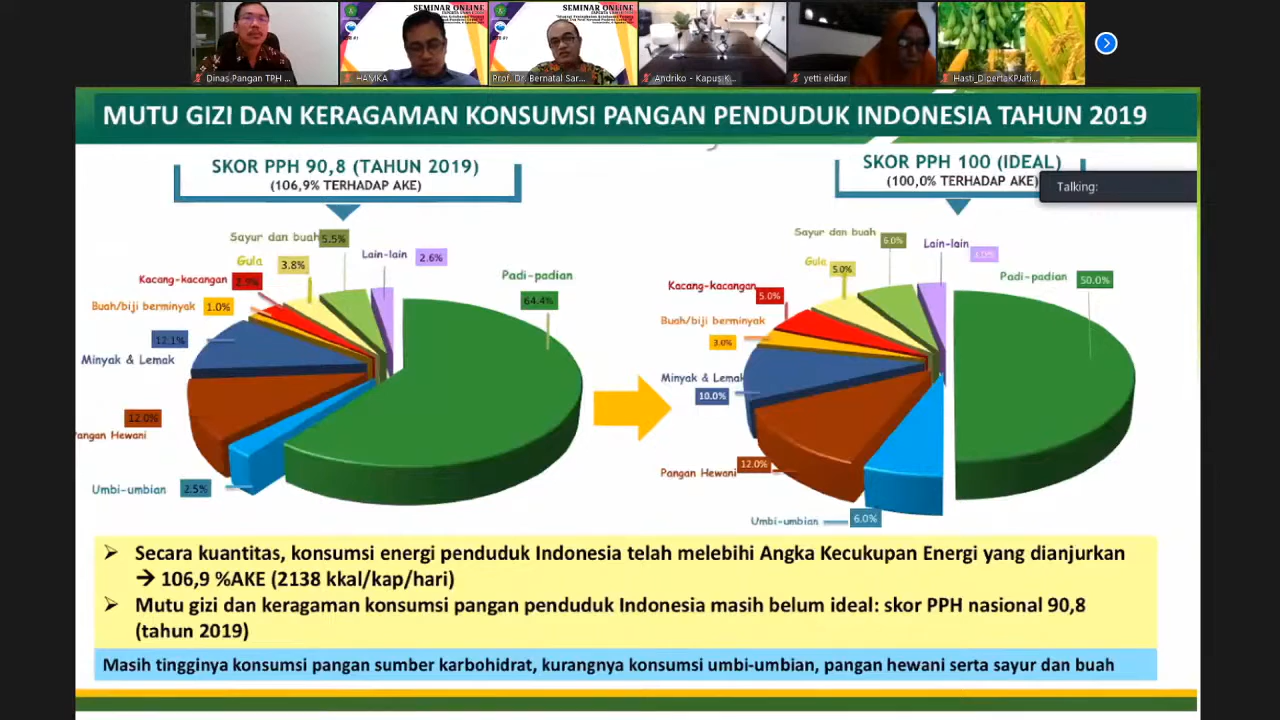 SEMINAR ONLINE
SEMINAR ONLINE
Dinas Pangan TPH ...
HAMKA
Prof. Dr. Bernatal Sar...
Andriko - Kapus K...
yetti elidar
Hasti_DipertaKPJati...
MUTU GIZI DAN KERAGAMAN KONSUMSI PANGAN PENDUDUK INDONESIA TAHUN 2019
SKOR PPH 90,8 (TAHUN 2019)
(106,9% TERHADAP AKE)
SKOR PPH 100 (IDEAL)
(100,0% TERHADAP AKE)
Talking:
Sayur dan buah 5.5%
Gula 3.8%
Lain-lain 2.6%
Kacang-kacangan
Padi-padian
64.4%
Buah/biji berminyak 1.0%
12.1%
Minyak & Lemak
12.0%
angan Hewani
Umbi-umbian 2.5%
Sayur dan buah 6.0%
Lain-lain
Gula 5.0%
Padi-padian 50.0%
Kacang-kacangan 5.0%
Buah/biji berminyak
3.0%
Minyak & Lemak
10.0%
Pangan Hewani 12.0%
Umbi-umbian 6.0%
➢ Secara kuantitas, konsumsi energi penduduk Indonesia telah melebihi Angka Kecukupan Energi yang dianjurkan
→ 106,9 %AKE (2138 kkal/kap/hari)
➢ Mutu gizi dan keragaman konsumsi pangan penduduk Indonesia masih belum ideal: skor PPH nasional 90,8
(tahun 2019)
Masih tingginya konsumsi pangan sumber karbohidrat, kurangnya konsumsi umbi-umbian, pangan hewani serta sayur dan buah